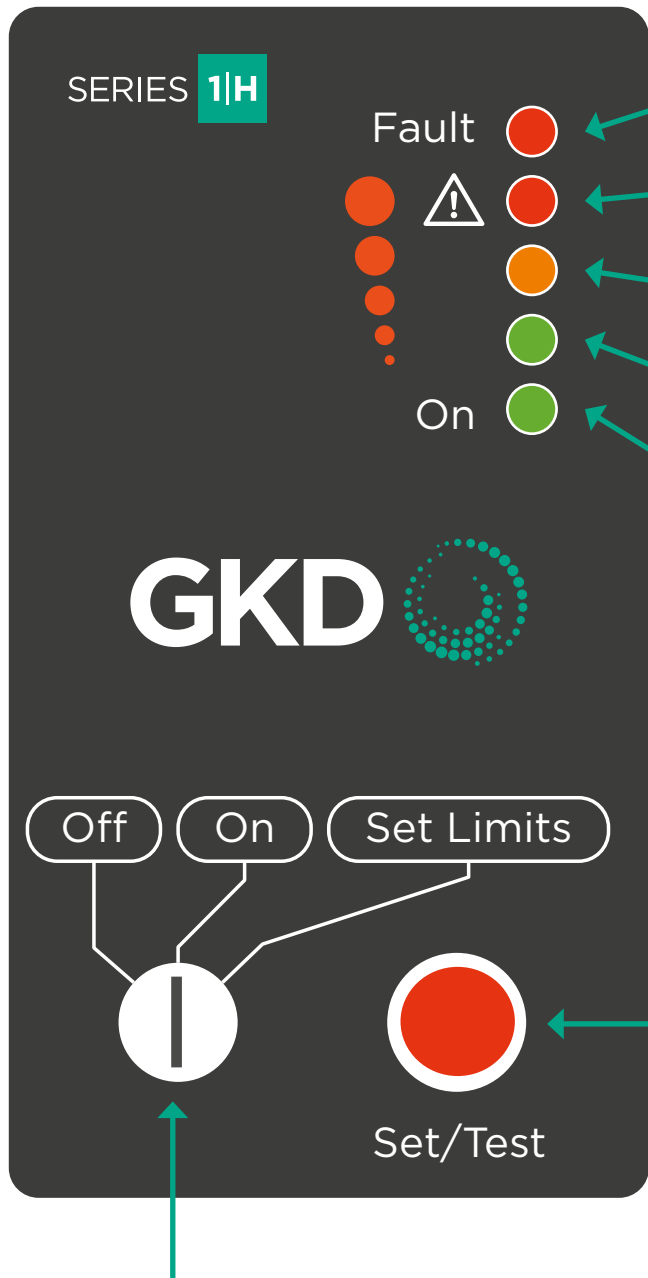 SERIES 1|H
Fault
On
GKD
Off On Set Limits
Set/Test